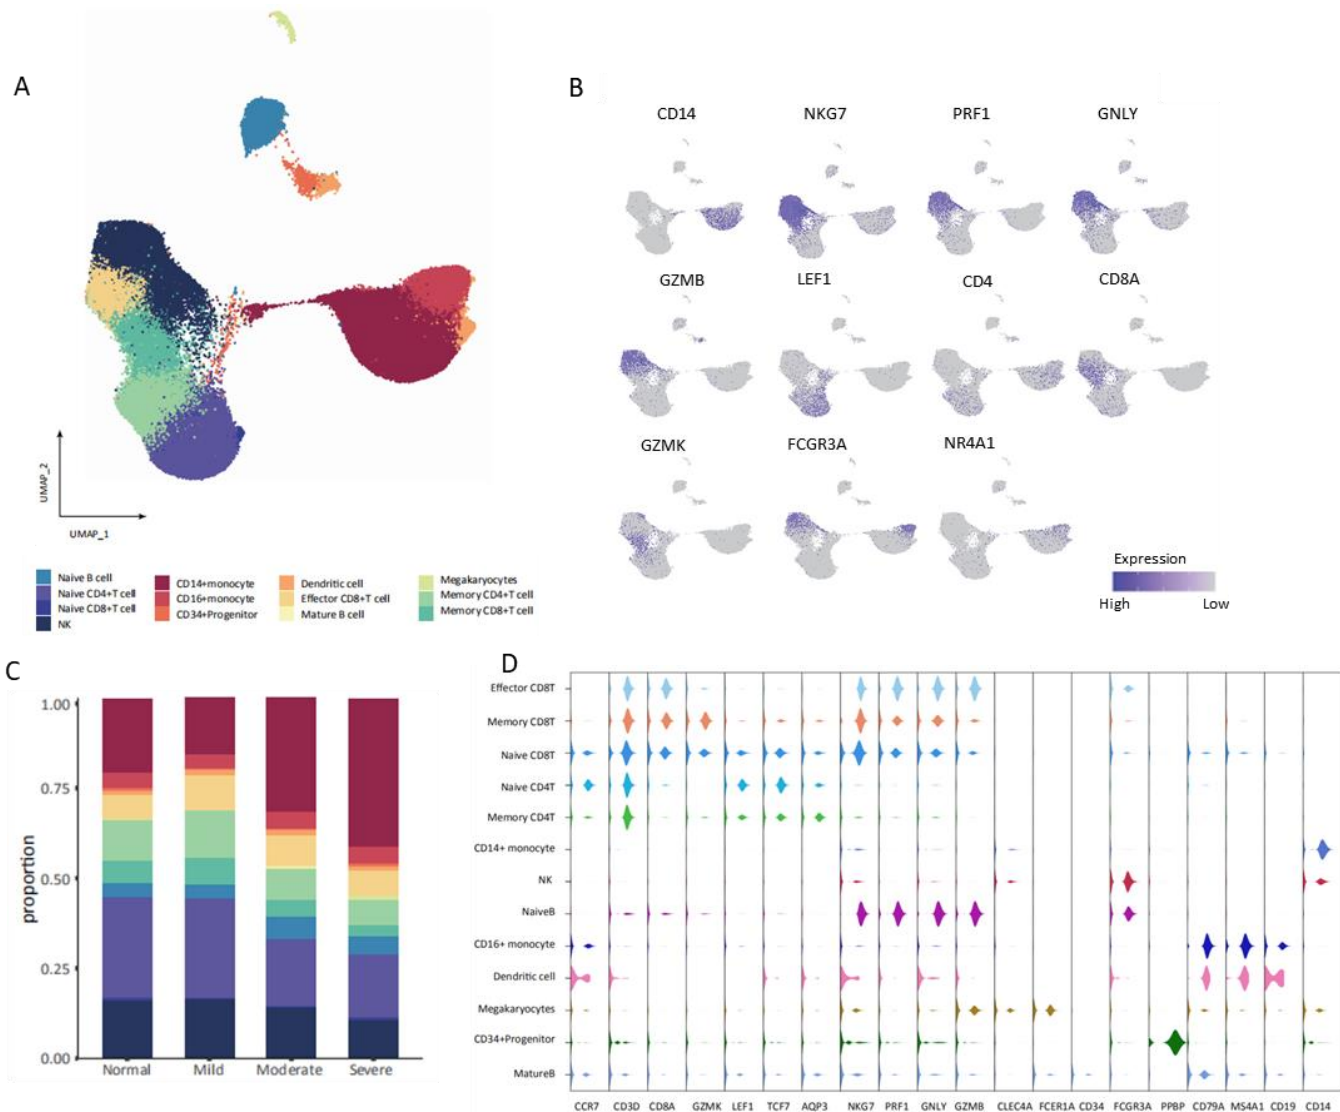 A
UMAP_2
UMAP_1
Naive B cell
Naive CD4+T cell
Naive CD8+T cell
NK
CD14+monocyte
CD16+monocyte
CD34+Progenitor
Dendritic cell
Effector CD8+T cell
Mature B cell
Megakaryocytes
Memory CD4+T cell
Memory CD8+T cell
B
CD14 NKG7 PRF1 GNLY
GZMB LEF1 CD4 CD8A
GZMK FCGR3A NR4A1
Expression
High Low
C
proportion
1.00
0.75
0.50
0.25
0.00
Normal Mild Moderate Severe
D
Effector CD8T
Memory CD8T
Naive CD8T
Naive CD4T
Memory CD4T
CD14+ monocyte
NK
NaiveB
CD16+ monocyte
Dendritic cell
Megakaryocytes
CD34+Progenitor
MatureB
CCR7 CD3D CD8A GZMK LEF1 TCF7 AQP3 NKG7 PRF1 GNLY GZMB CLEC4A FCER1A CD34 FCGR3A PPBP CD79A MS4A1 CD19 CD14